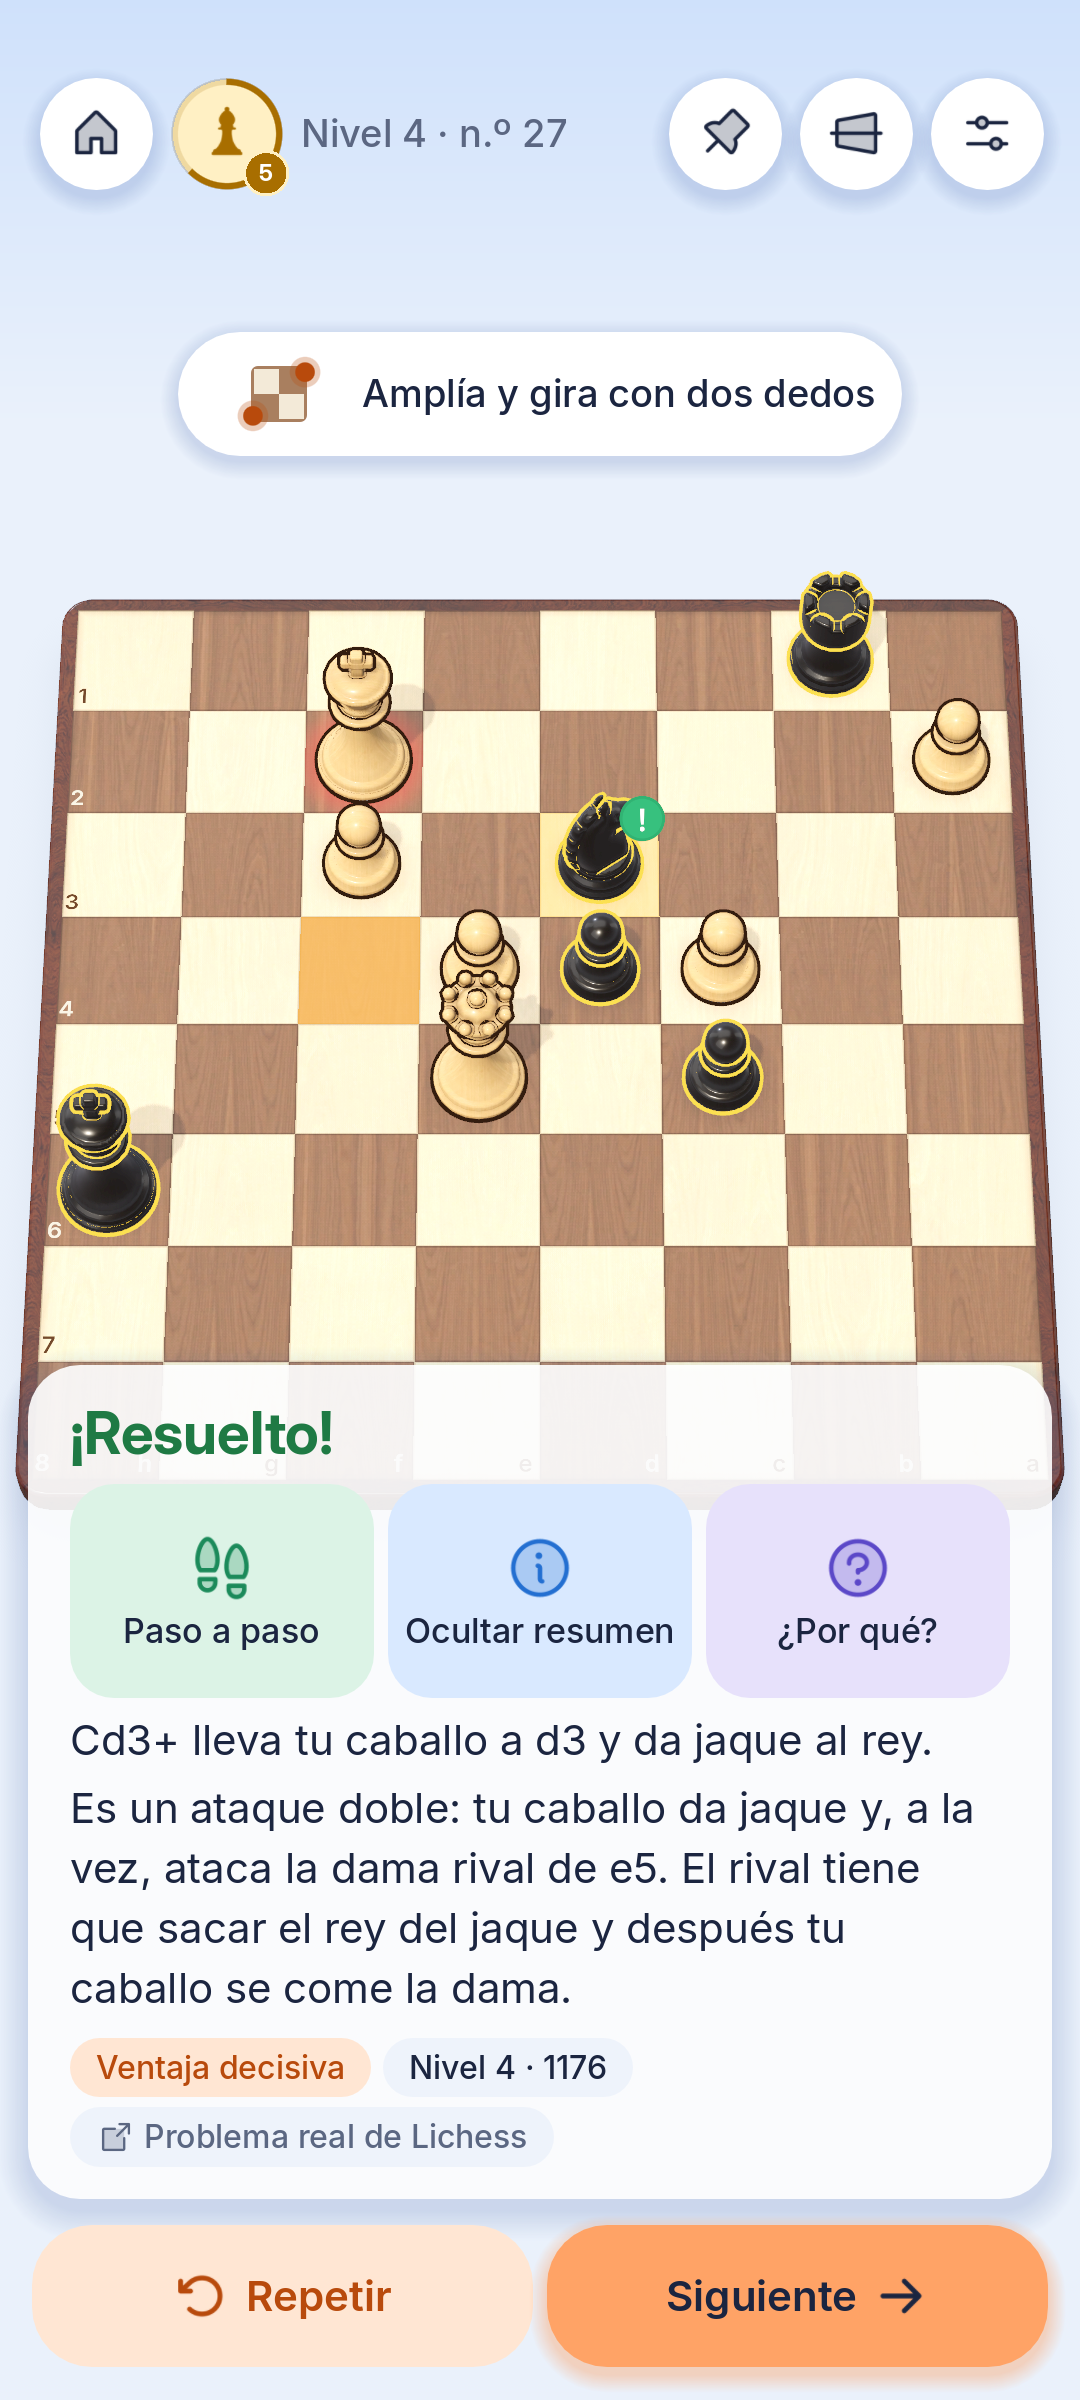 Nivel 4 · n.º 27
5
Amplía y gira con dos dedos
1
2
!
3
4
6
7
8 h g f e d c b a
¡Resuelto!
Paso a paso
Ocultar resumen
¿Por qué?
Cd3+ lleva tu caballo a d3 y da jaque al rey.
Es un ataque doble: tu caballo da jaque y, a la
vez, ataca la dama rival de e5. El rival tiene
que sacar el rey del jaque y después tu
caballo se come la dama.
Ventaja decisiva
Nivel 4 · 1176
Problema real de Lichess
Repetir
Siguiente